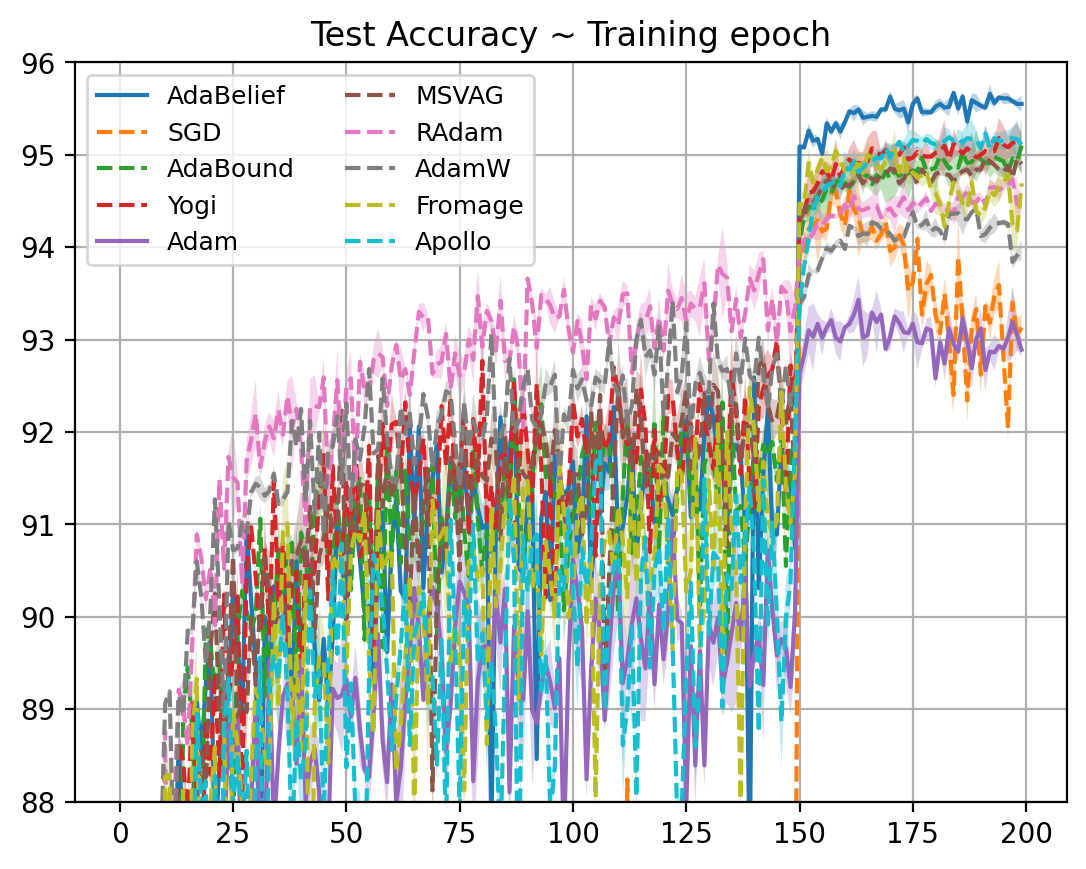 Test Accuracy ~ Training epoch
96
95
94
93
92
91
90
89
88
AdaBelief
SGD
AdaBound
Yogi
Adam
MSVAG
RAdam
AdamW
Fromage
Apollo
0 25 50 75 100 125 150 175 200